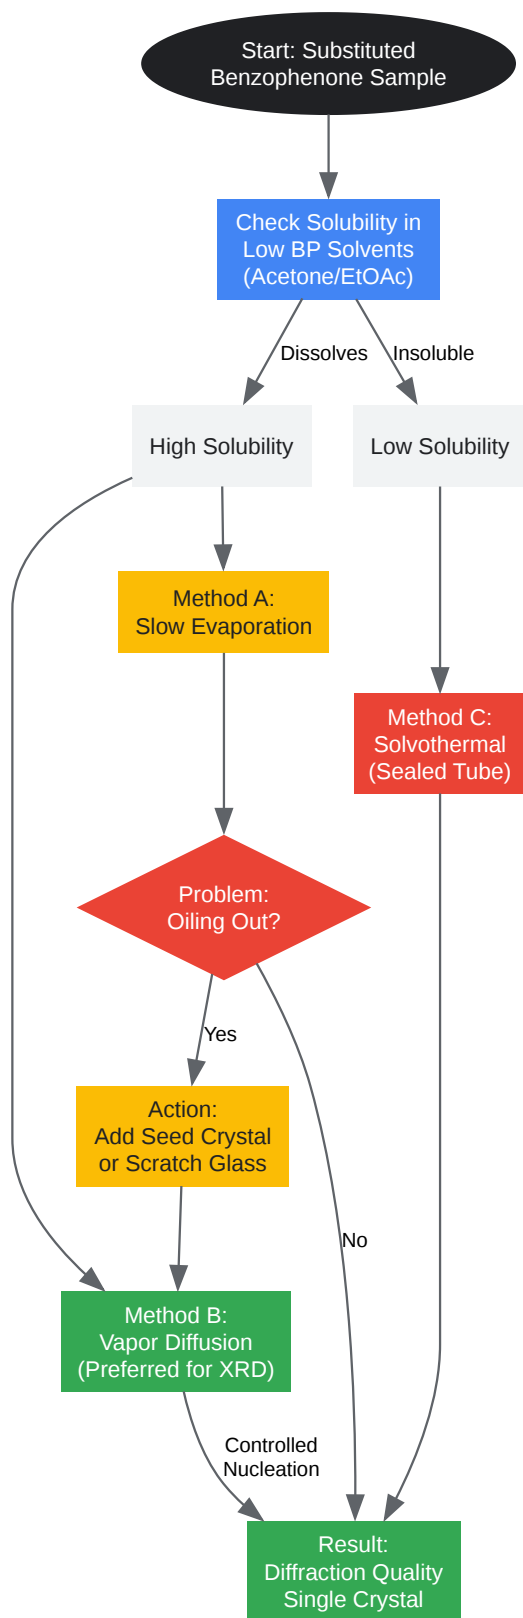 Start: Substituted
Benzophenone Sample
Check Solubility in
Low BP Solvents
(Acetone/EtOAc)
Dissolves
Insoluble
High Solubility
Low Solubility
Method A:
Slow Evaporation
Method C:
Solvothermal
(Sealed Tube)
Problem:
Oiling Out?
Yes
Action:
Add Seed Crystal
or Scratch Glass
No
Method B:
Vapor Diffusion
(Preferred for XRD)
Controlled
Nucleation
Result:
Diffraction Quality
Single Crystal